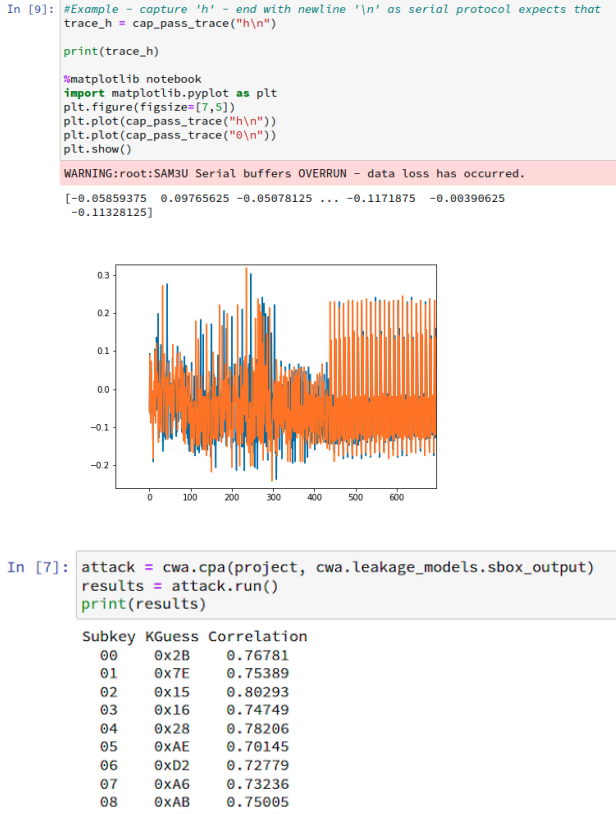 In [9]: #Example - capture 'h' - end with newline '\n' as serial protocol expects that
trace_h = cap_pass_trace("h\n")
print(trace_h)
%matplotlib notebook
import matplotlib.pyplot as plt
plt.figure(figsize=[7,5])
plt.plot(cap_pass_trace("h\n"))
plt.plot(cap_pass_trace("0\n"))
plt.show()
WARNING:root:SAM3U Serial buffers OVERRUN - data loss has occurred.
[-0.05859375 0.09765625 -0.05078125 ... -0.1171875 -0.00390625
-0.11328125]
0.3
0.2
0.1
0.0
−0.1
−0.2
0 100 200 300 400 500 600
In [7]: attack = cwa.cpa(project, cwa.leakage_models.sbox_output)
results = attack.run()
print(results)
Subkey KGuess Correlation
00 0x2B 0.76781
01 0x7E 0.75389
02 0x15 0.80293
03 0x16 0.74749
04 0x28 0.78206
05 0xAE 0.70145
06 0xD2 0.72779
07 0xA6 0.73236
08 0xAB 0.75005